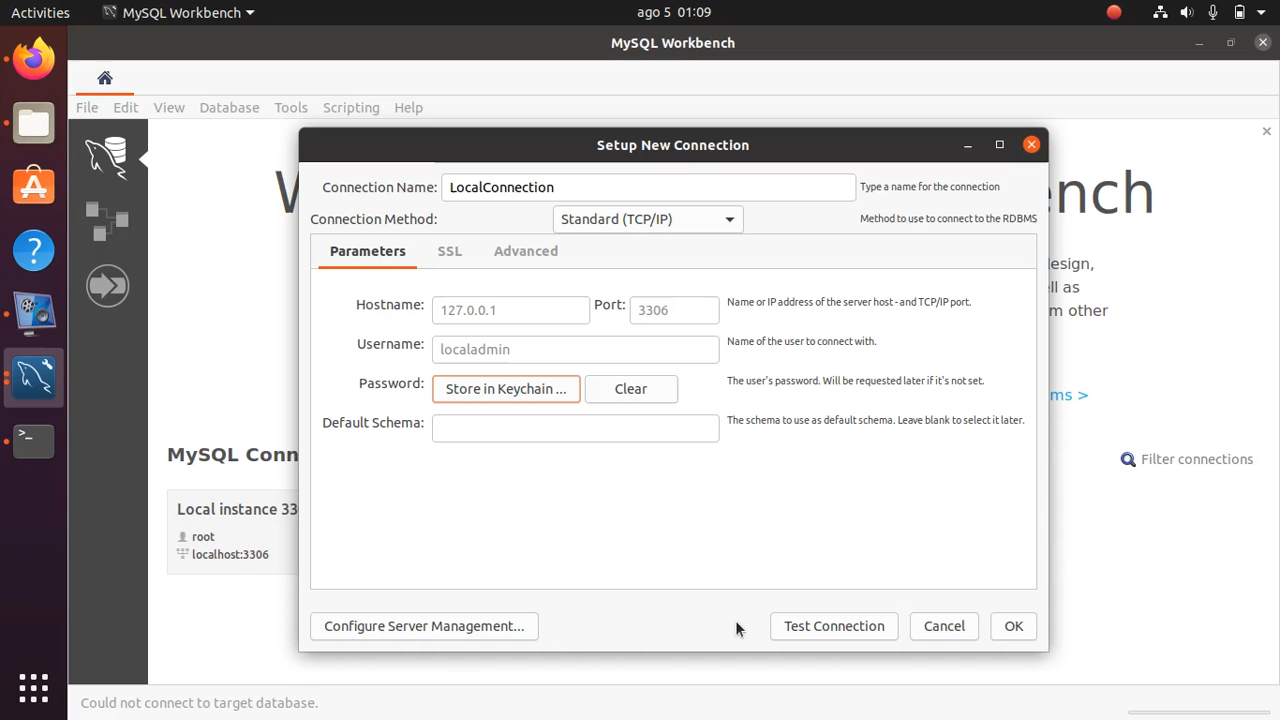 Activities MySQL Workbench ago 5 01:09
MySQL Workbench
File Edit View Database Tools Scripting Help
Setup New Connection
Connection Name: LocalConnection Type a name for the connection
Connection Method: Standard (TCP/IP) Method to use to connect to the RDBMS
Parameters SSL Advanced
Hostname: 127.0.0.1 Port: 3306 Name or IP address of the server host - and TCP/IP port.
Username: localadmin Name of the user to connect with.
Password: Store in Keychain ... Clear The user's password. Will be requested later if it's not set.
Default Schema: The schema to use as default schema. Leave blank to select it later.
Configure Server Management... Test Connection Cancel OK
W
ench
esign,
ell as
m other
ms >
MySQL Conn
Filter connections
Local instance 33
root
localhost:3306
Could not connect to target database.